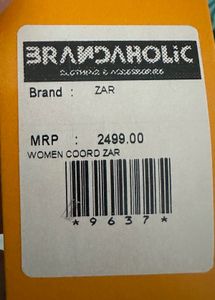 BRANDAHOLIC
CLOTHING & ACCESSORIES
Brand : ZAR
MRP : 2499.00
WOMEN COORD ZAR
*9637*